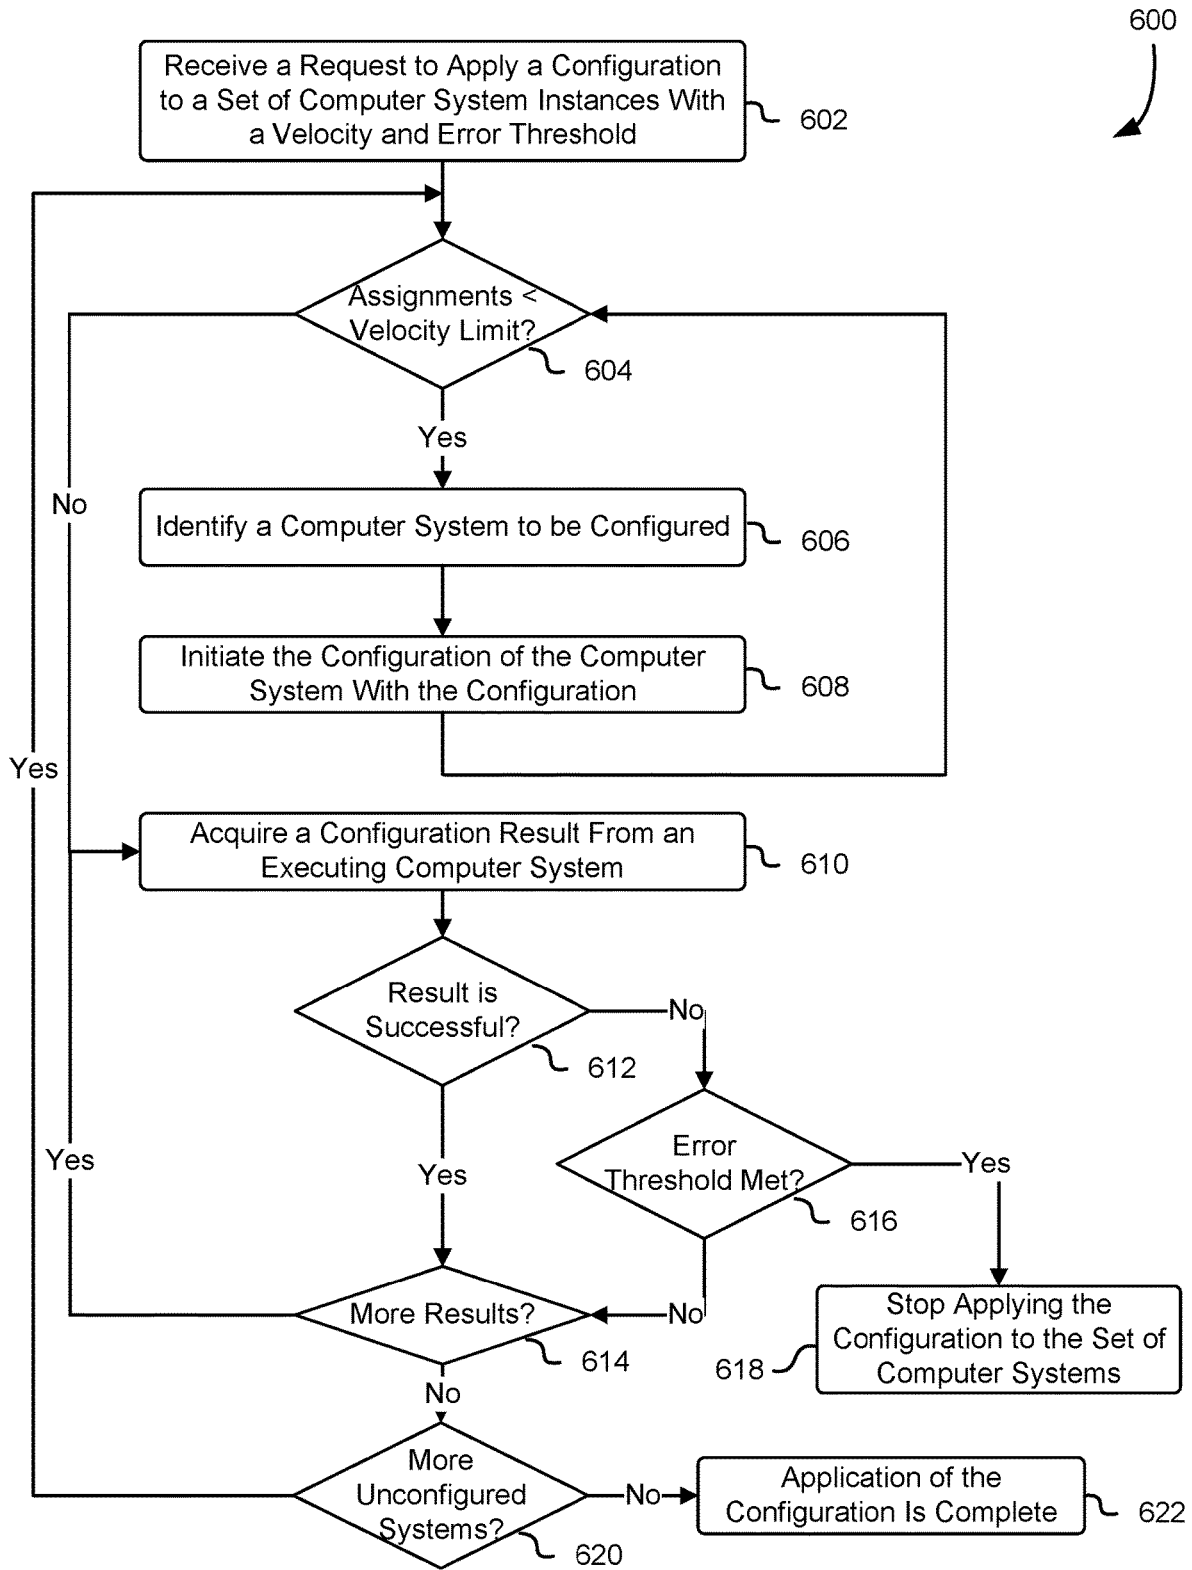 600
Receive a Request to Apply a Configuration
to a Set of Computer System Instances With
a Velocity and Error Threshold
602
Assignments <
Velocity Limit?
604
Yes
No
Identify a Computer System to be Configured
606
Initiate the Configuration of the Computer
System With the Configuration
608
Yes
Acquire a Configuration Result From an
Executing Computer System
610
Result is
Successful?
612
No
Error
Threshold Met?
616
Yes
Yes
Yes
More Results?
614
No
Stop Applying the
Configuration to the Set of
Computer Systems
618
No
More
Unconfigured
Systems?
620
No
Application of the
Configuration Is Complete
622